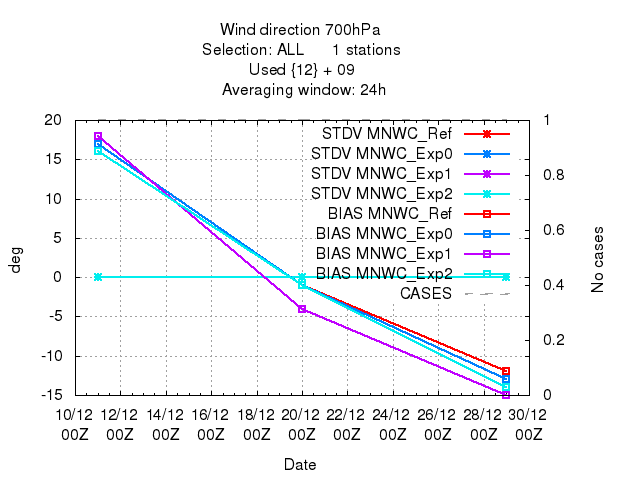 Wind direction 700hPa
Selection: ALL 1 stations
Used {12} + 09
Averaging window: 24h
20
15
10
5
0
-5
-10
-15
deg
1
0.8
0.6
0.4
0.2
0
No cases
STDV MNWC_Ref
STDV MNWC_Exp0
STDV MNWC_Exp1
STDV MNWC_Exp2
BIAS MNWC_Ref
BIAS MNWC_Exp0
BIAS MNWC_Exp1
BIAS MNWC_Exp2
CASES
10/12 12/12 14/12 16/12 18/12 20/12 22/12 24/12 26/12 28/12 30/12
00Z 00Z 00Z 00Z 00Z 00Z 00Z 00Z 00Z 00Z 00Z
Date